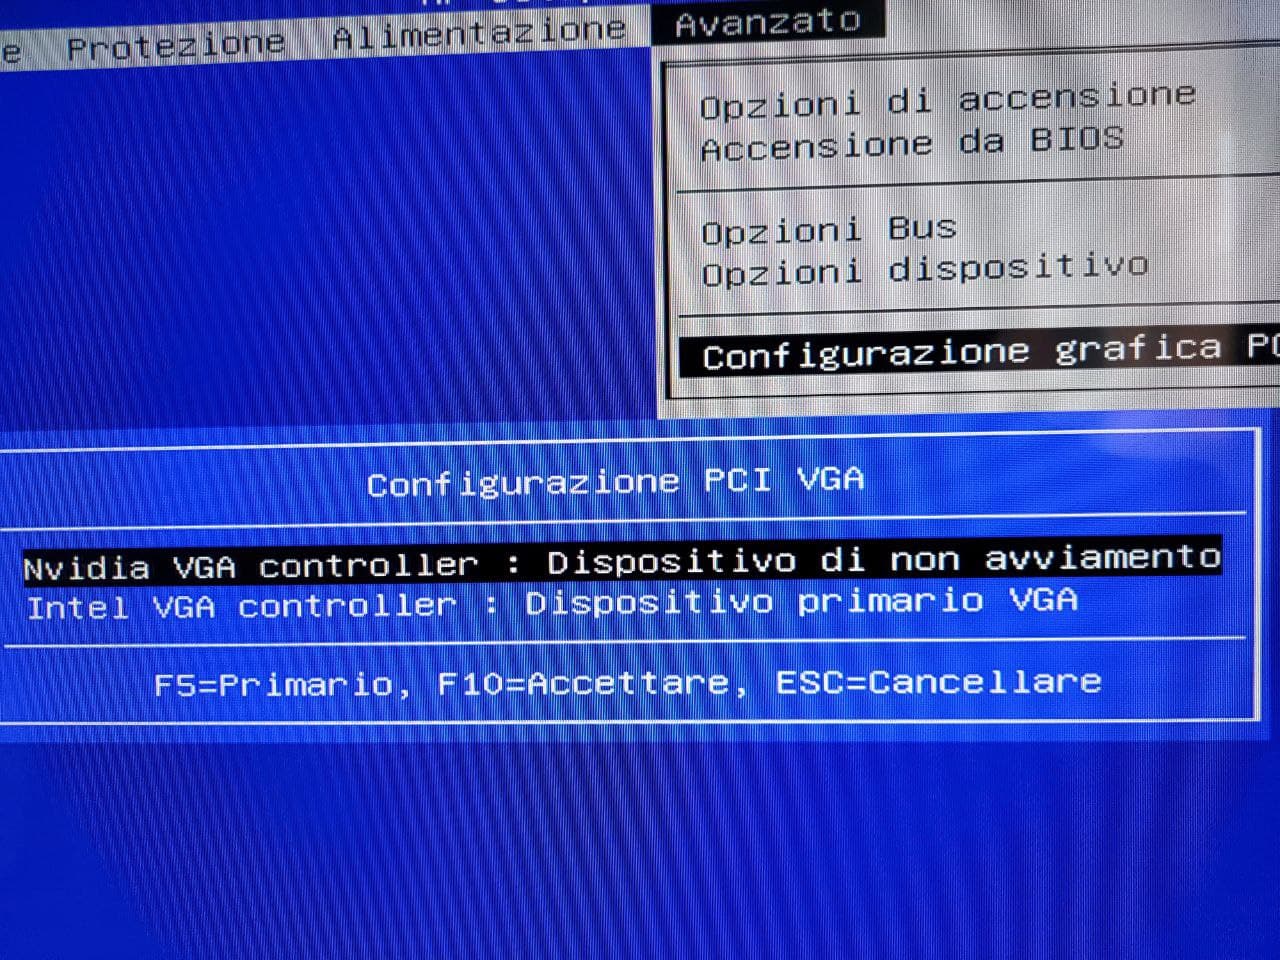 e Protezione Alimentazione Avanzato
Opzioni di accensione
Accensione da BIOS
Opzioni Bus
Opzioni dispositivo
Configurazione grafica PC
Configurazione PCI VGA
Nvidia VGA controller : Dispositivo di non avviamento
Intel VGA controller : Dispositivo primario VGA
F5=Primario, F10=Accettare, ESC=Cancellare